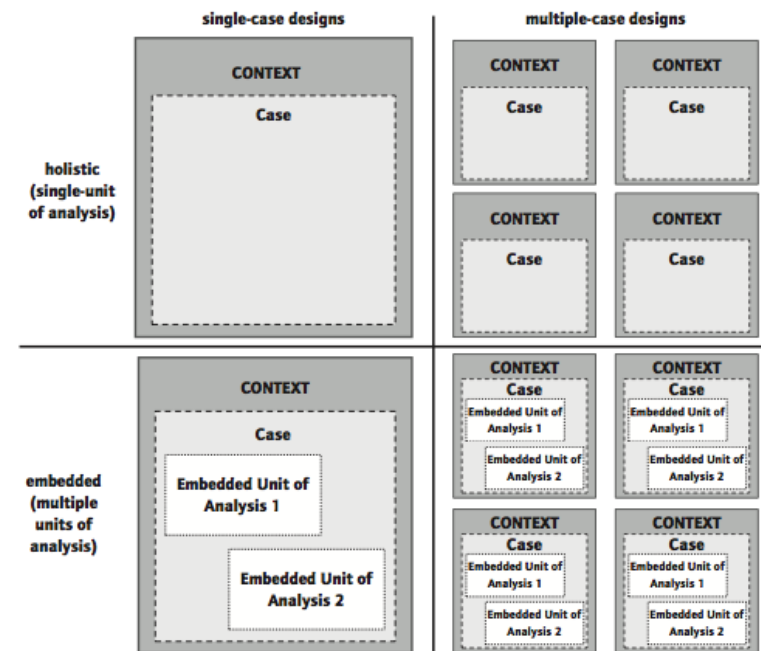 single-case designs
multiple-case designs
holistic
(single-unit
of analysis)
CONTEXT
Case
CONTEXT
Case
CONTEXT
Case
CONTEXT
Case
CONTEXT
Case
embedded
(multiple
units of
analysis)
CONTEXT
Case
Embedded Unit of
Analysis 1
Embedded Unit of
Analysis 2
CONTEXT
Case
Embedded Unit of
Analysis 1
Embedded Unit of
Analysis 2
CONTEXT
Case
Embedded Unit of
Analysis 1
Embedded Unit of
Analysis 2
CONTEXT
Case
Embedded Unit of
Analysis 1
Embedded Unit of
Analysis 2
CONTEXT
Case
Embedded Unit of
Analysis 1
Embedded Unit of
Analysis 2